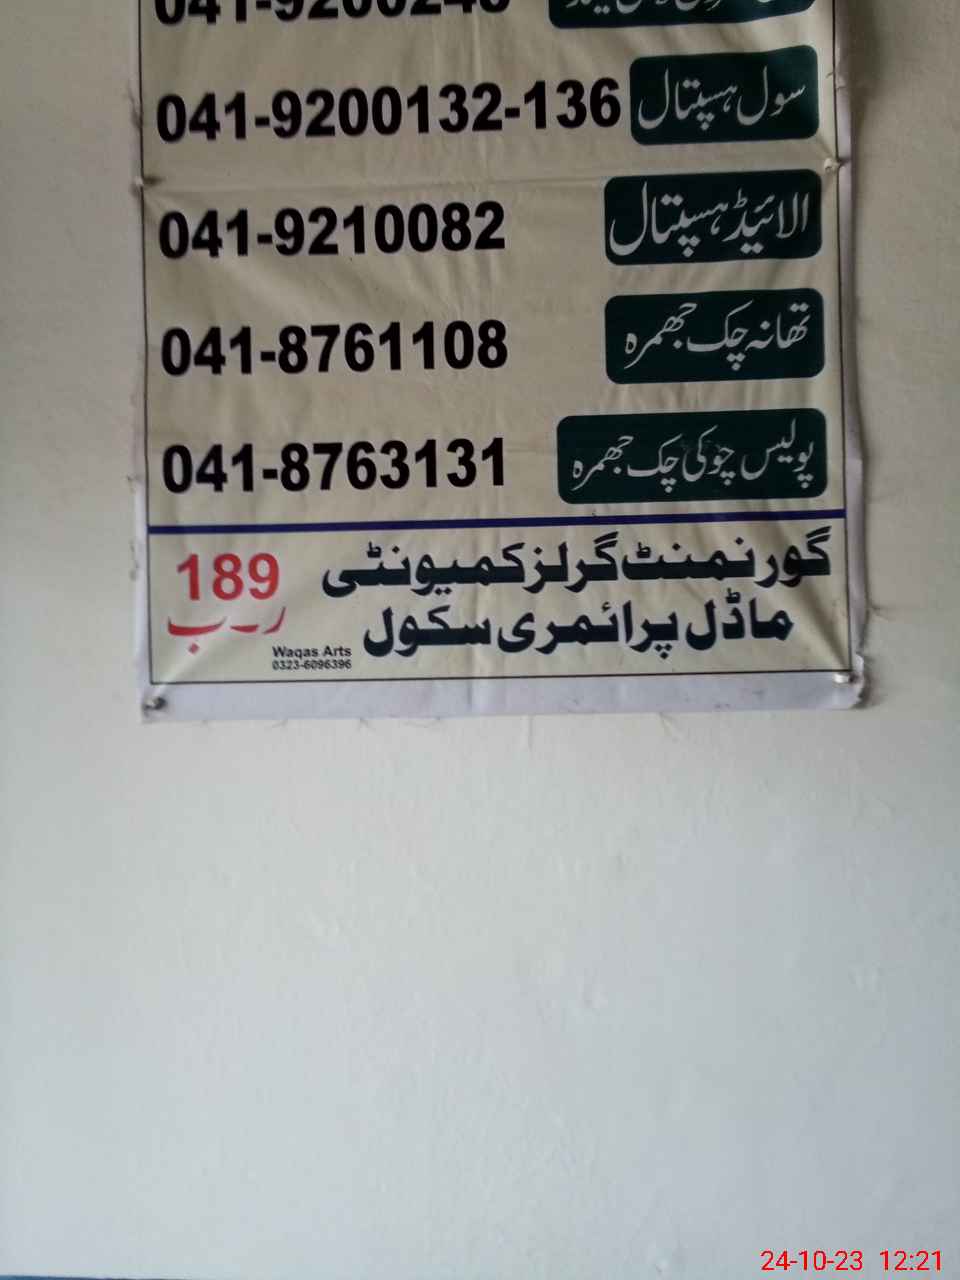 سول ہسپتال 041-9200132-136
الائیڈ ہسپتال 041-9210082
تھانہ چک جھمرہ 041-8761108
پولیس چوکی چک جھمرہ 041-8763131
گورنمنٹ گرلز کمیونٹی 189
ماڈل پرائمری سکول ر۔ب
Waqas Arts
0323-6096396
24-10-23 12:21